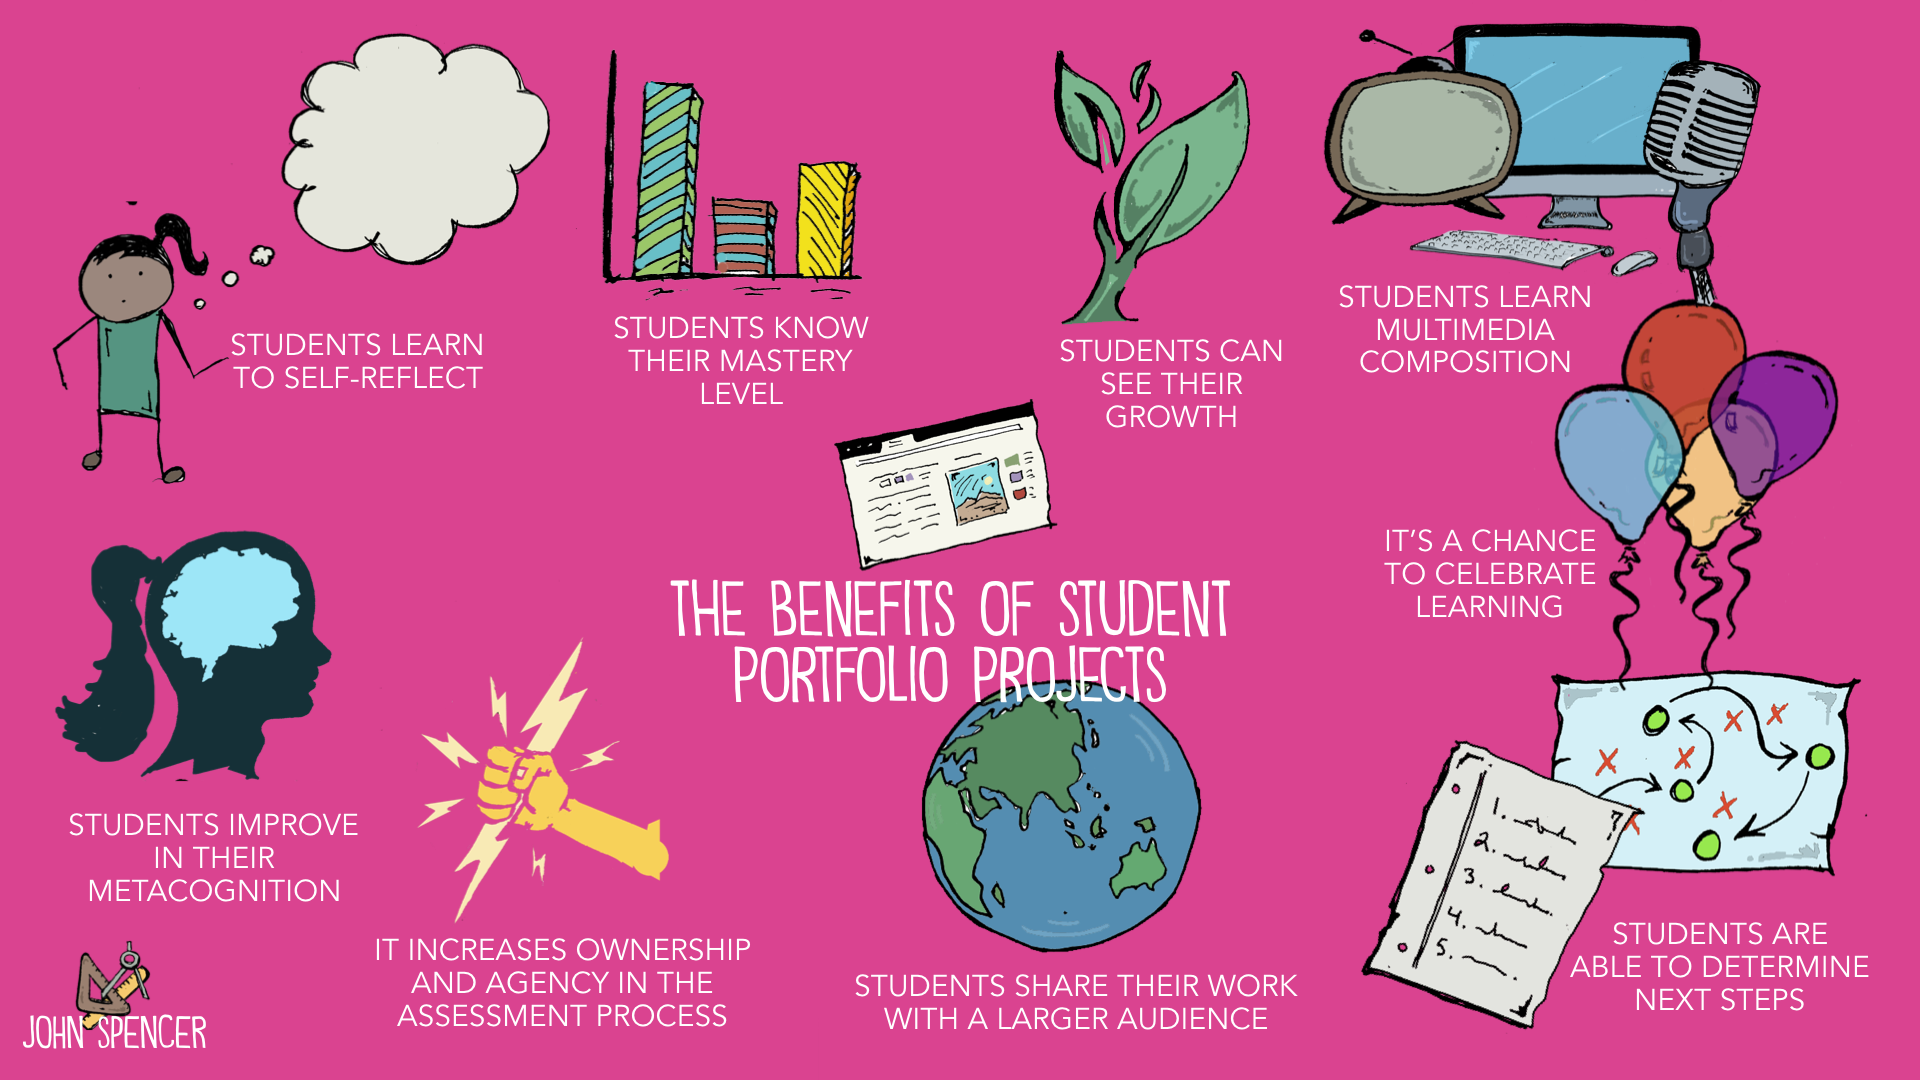 THE BENEFITS OF STUDENT
PORTFOLIO PROJECTS
STUDENTS LEARN
TO SELF-REFLECT
STUDENTS KNOW
THEIR MASTERY
LEVEL
STUDENTS CAN
SEE THEIR
GROWTH
STUDENTS LEARN
MULTIMEDIA
COMPOSITION
IT'S A CHANCE
TO CELEBRATE
LEARNING
STUDENTS IMPROVE
IN THEIR
METACOGNITION
IT INCREASES OWNERSHIP
AND AGENCY IN THE
ASSESSMENT PROCESS
STUDENTS SHARE THEIR WORK
WITH A LARGER AUDIENCE
1.
2.
3.
4.
5.
STUDENTS ARE
ABLE TO DETERMINE
NEXT STEPS
JOHN SPENCER